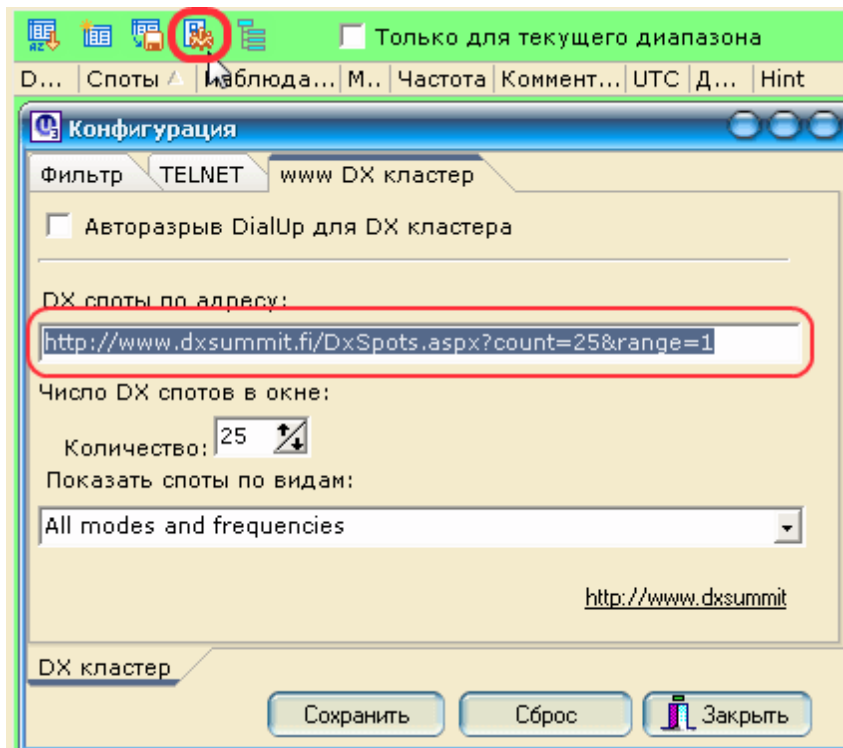 Только для текущего диапазона
D... Споты Наблюда... М.. Частота Коммент... UTC Д... Hint
Конфигурация
Фильтр TELNET www DX кластер
Авторазрыв DialUp для DX кластера
DX споты по адресу:
http://www.dxsummit.fi/DxSpots.aspx?count=25&range=1
Число DX спотов в окне:
Количество: 25
Показать споты по видам:
All modes and frequencies
http://www.dxsummit
DX кластер
Сохранить Сброс Закрыть